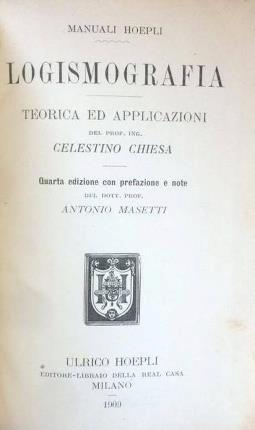 MANUALI HOEPLI
LOGISMOGRAFIA
TEORICA ED APPLICAZIONI
DEL PROF. ING.
CELESTINO CHIESA
Quarta edizione con prefazione e note
DEL DOTT. PROF.
ANTONIO MASETTI
ULRICO HOEPLI
EDITORE-LIBRAIO DELLA REAL CASA
MILANO
1909